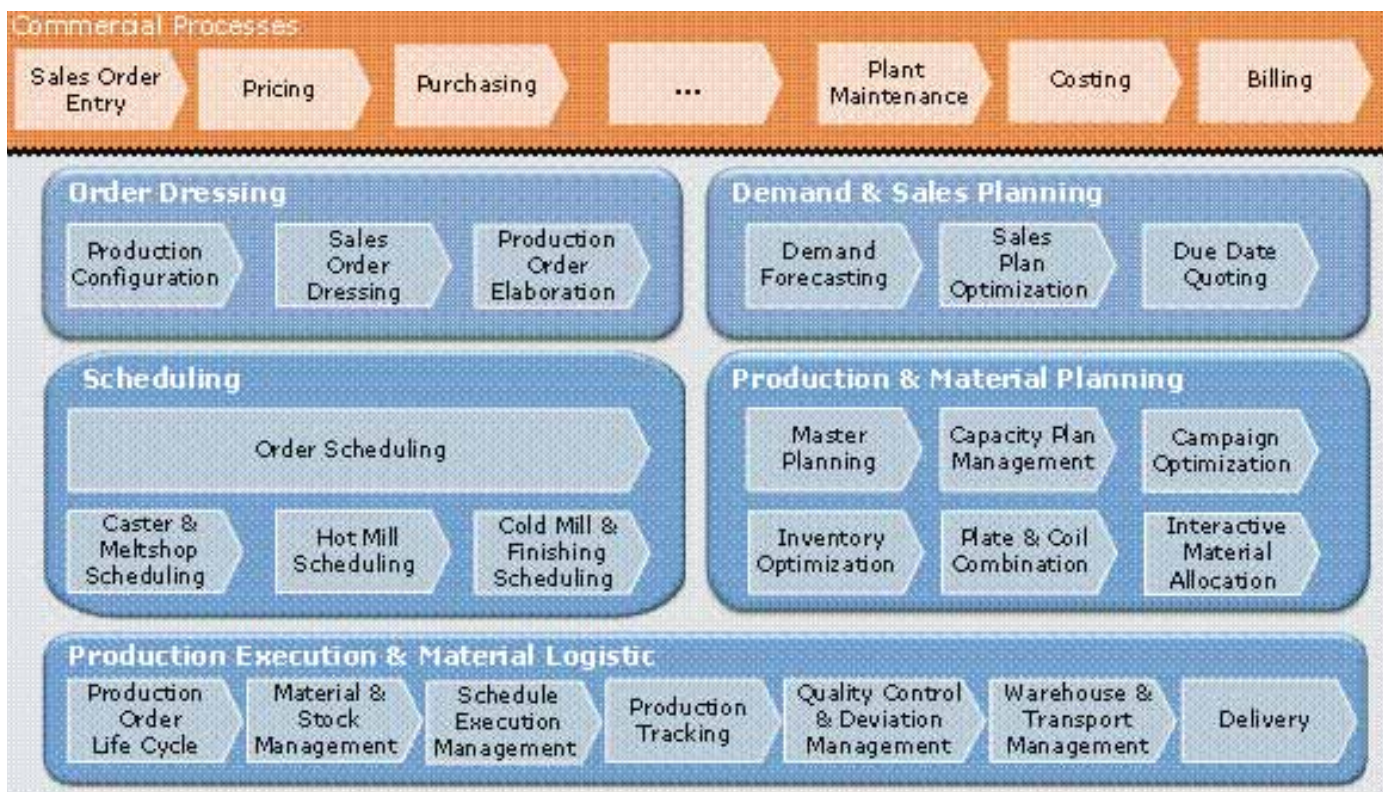 Commercial Processes
Sales Order
Entry
Pricing
Purchasing
...
Plant
Maintenance
Costing
Billing
Order Dressing
Production
Configuration
Sales
Order
Dressing
Production
Order
Elaboration
Demand & Sales Planning
Demand
Forecasting
Sales
Plan
Optimization
Due Date
Quoting
Scheduling
Order Scheduling
Caster &
Meltshop
Scheduling
Hot Mill
Scheduling
Cold Mill &
Finishing
Scheduling
Production & Material Planning
Master
Planning
Capacity Plan
Management
Campaign
Optimization
Inventory
Optimization
Plate & Coil
Combination
Interactive
Material
Allocation
Production Execution & Material Logistic
Production
Order
Life Cycle
Material &
Stock
Management
Schedule
Execution
Management
Production
Tracking
Quality Control
& Deviation
Management
Warehouse &
Transport
Management
Delivery